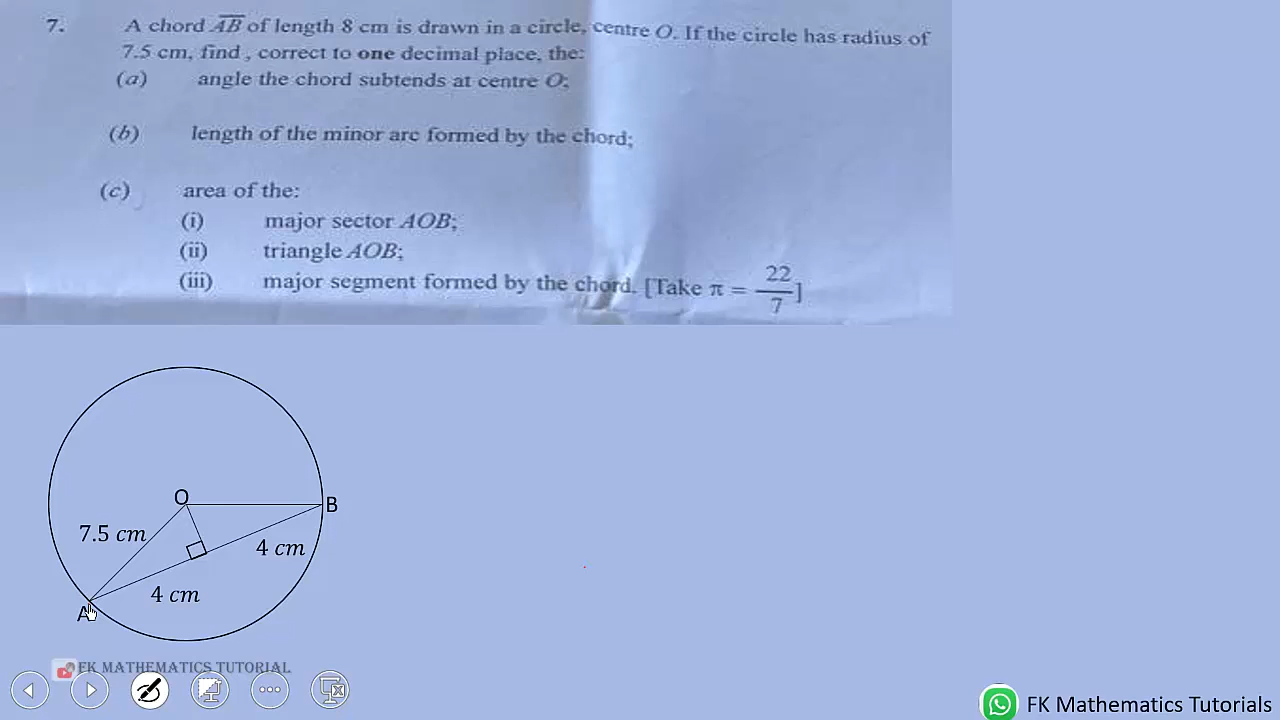 7. A chord AB of length 8 cm is drawn in a circle, centre O. If the circle has radius of
7.5 cm, find , correct to one decimal place, the:
(a) angle the chord subtends at centre O;
(b) length of the minor arc formed by the chord;
(c) area of the:
(i) major sector AOB;
(ii) triangle AOB;
(iii) major segment formed by the chord. [Take π = 22/7]
O
B
7.5 cm
4 cm
4 cm
A
FK MATHEMATICS TUTORIAL
FK Mathematics Tutorials